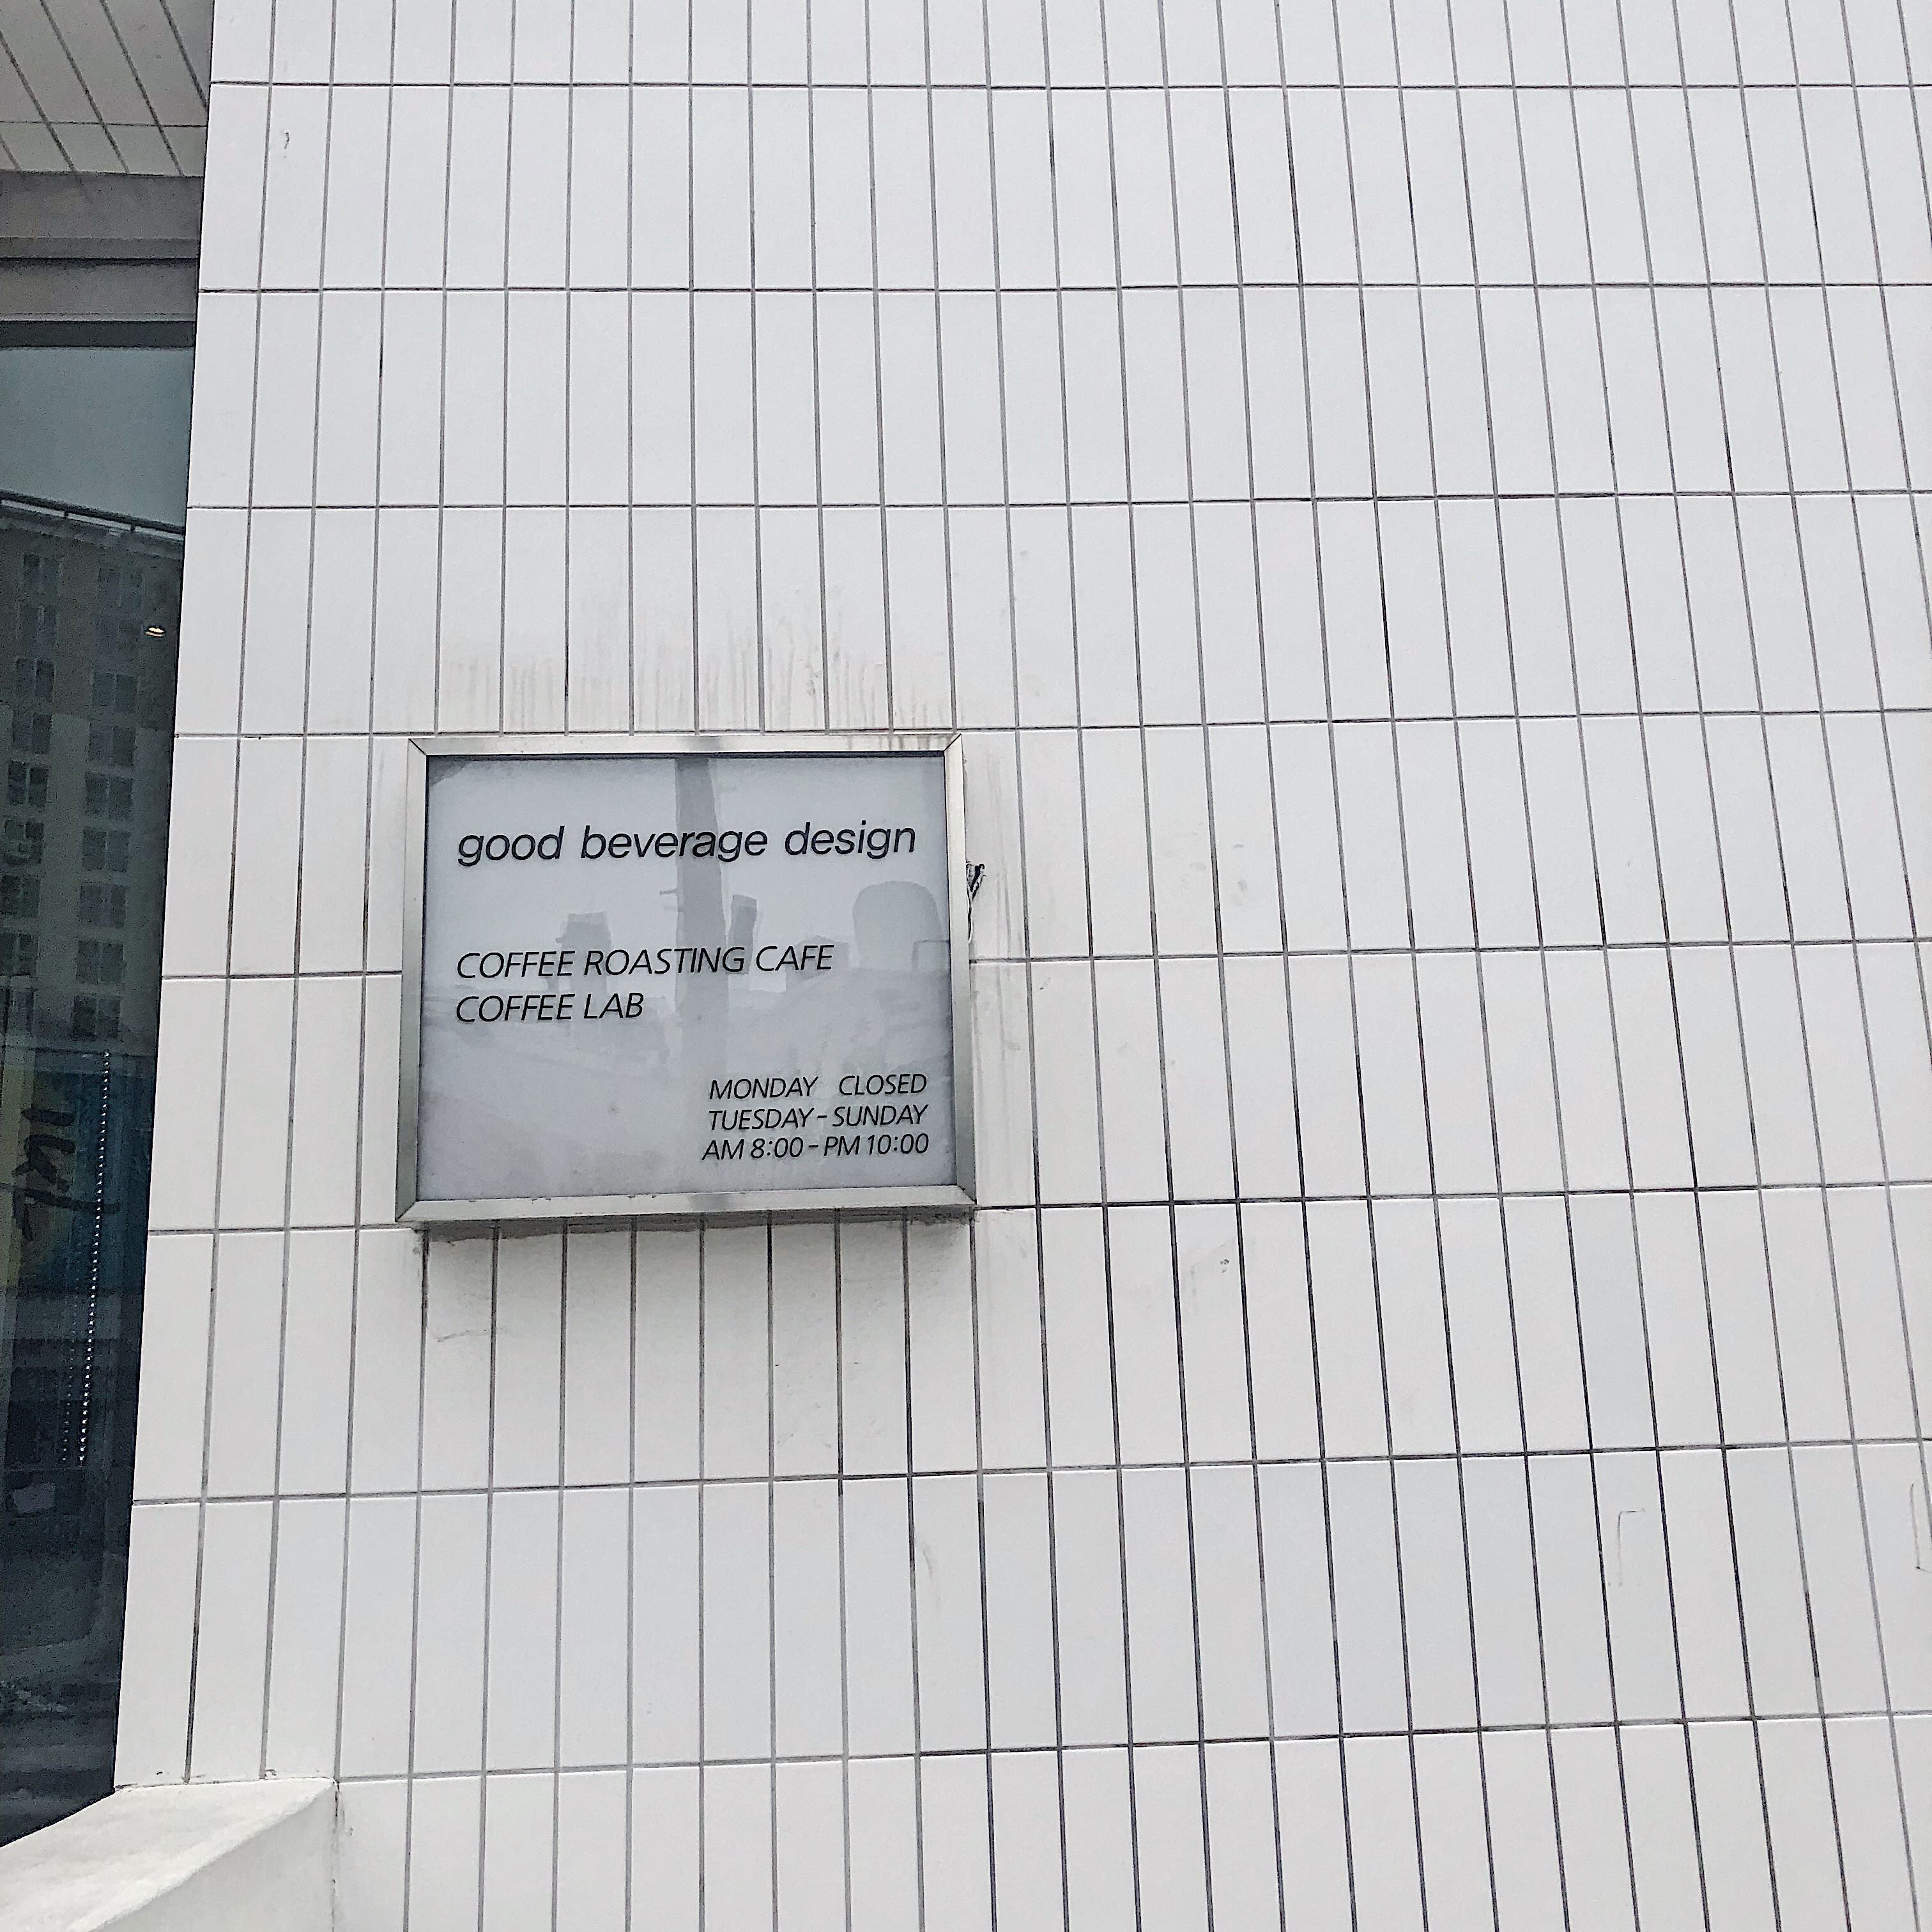 good beverage design
COFFEE ROASTING CAFE
COFFEE LAB
MONDAY CLOSED
TUESDAY - SUNDAY
AM 8:00 - PM 10:00